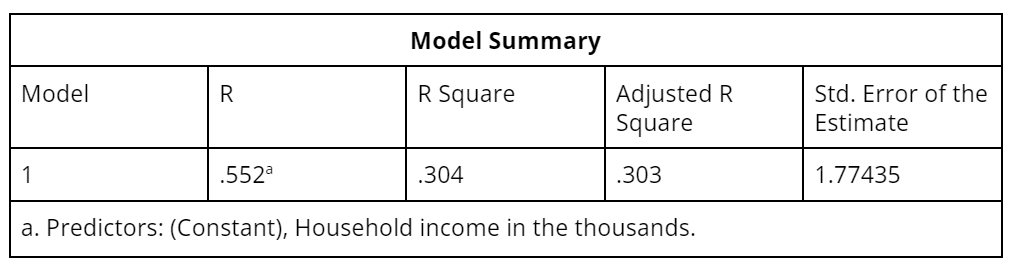 Model Summary
Model R R Square Adjusted R Square Std. Error of the Estimate
1 .552ᵃ .304 .303 1.77435
a. Predictors: (Constant), Household income in the thousands.